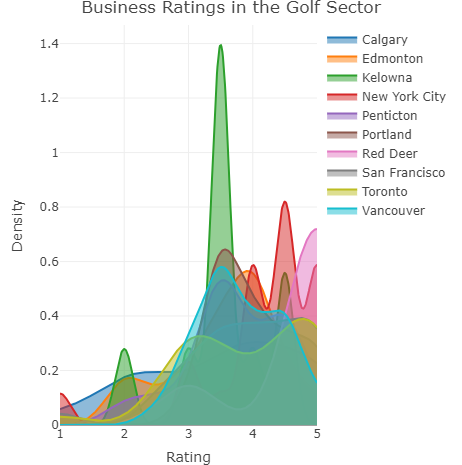 Business Ratings in the Golf Sector
1.4
1.2
1
0.8
0.6
0.4
0.2
0
Density
1 2 3 4 5
Rating
Calgary
Edmonton
Kelowna
New York City
Penticton
Portland
Red Deer
San Francisco
Toronto
Vancouver